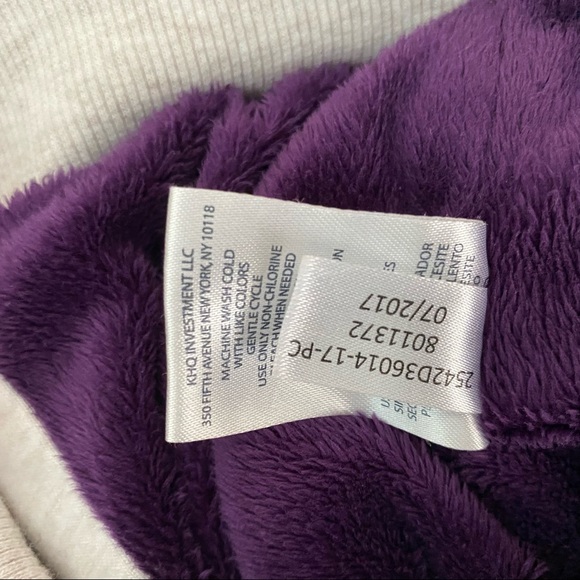 KHQ INVESTMENT LLC
350 FIFTH AVENUE NEW YORK, NY 10118
MACHINE WASH COLD
WITH LIKE COLORS
GENTLE CYCLE
USE ONLY NON-CHLORINE
WHEN NEEDED
07/2017
8011372
2542D36014-17-PC
LENTO